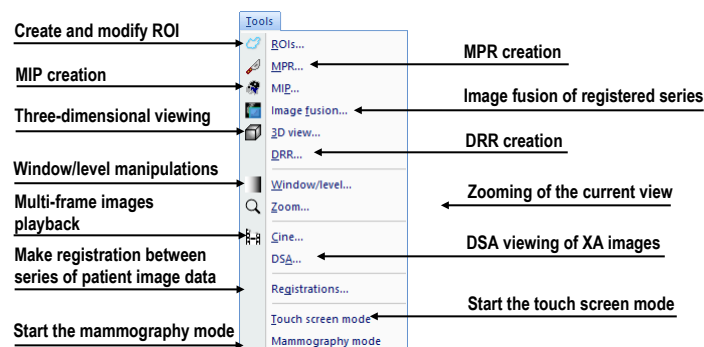 Tools
Create and modify ROI
ROIs...
MPR creation
MPR...
MIP creation
MIP...
Image fusion of registered series
Image fusion...
Three-dimensional viewing
3D view...
DRR creation
DRR...
Window/level manipulations
Window/level...
Zooming of the current view
Zoom...
Multi-frame images
playback
Cine...
DSA viewing of XA images
DSA...
Make registration between
series of patient image data
Registrations...
Start the touch screen mode
Touch screen mode
Start the mammography mode
Mammography mode